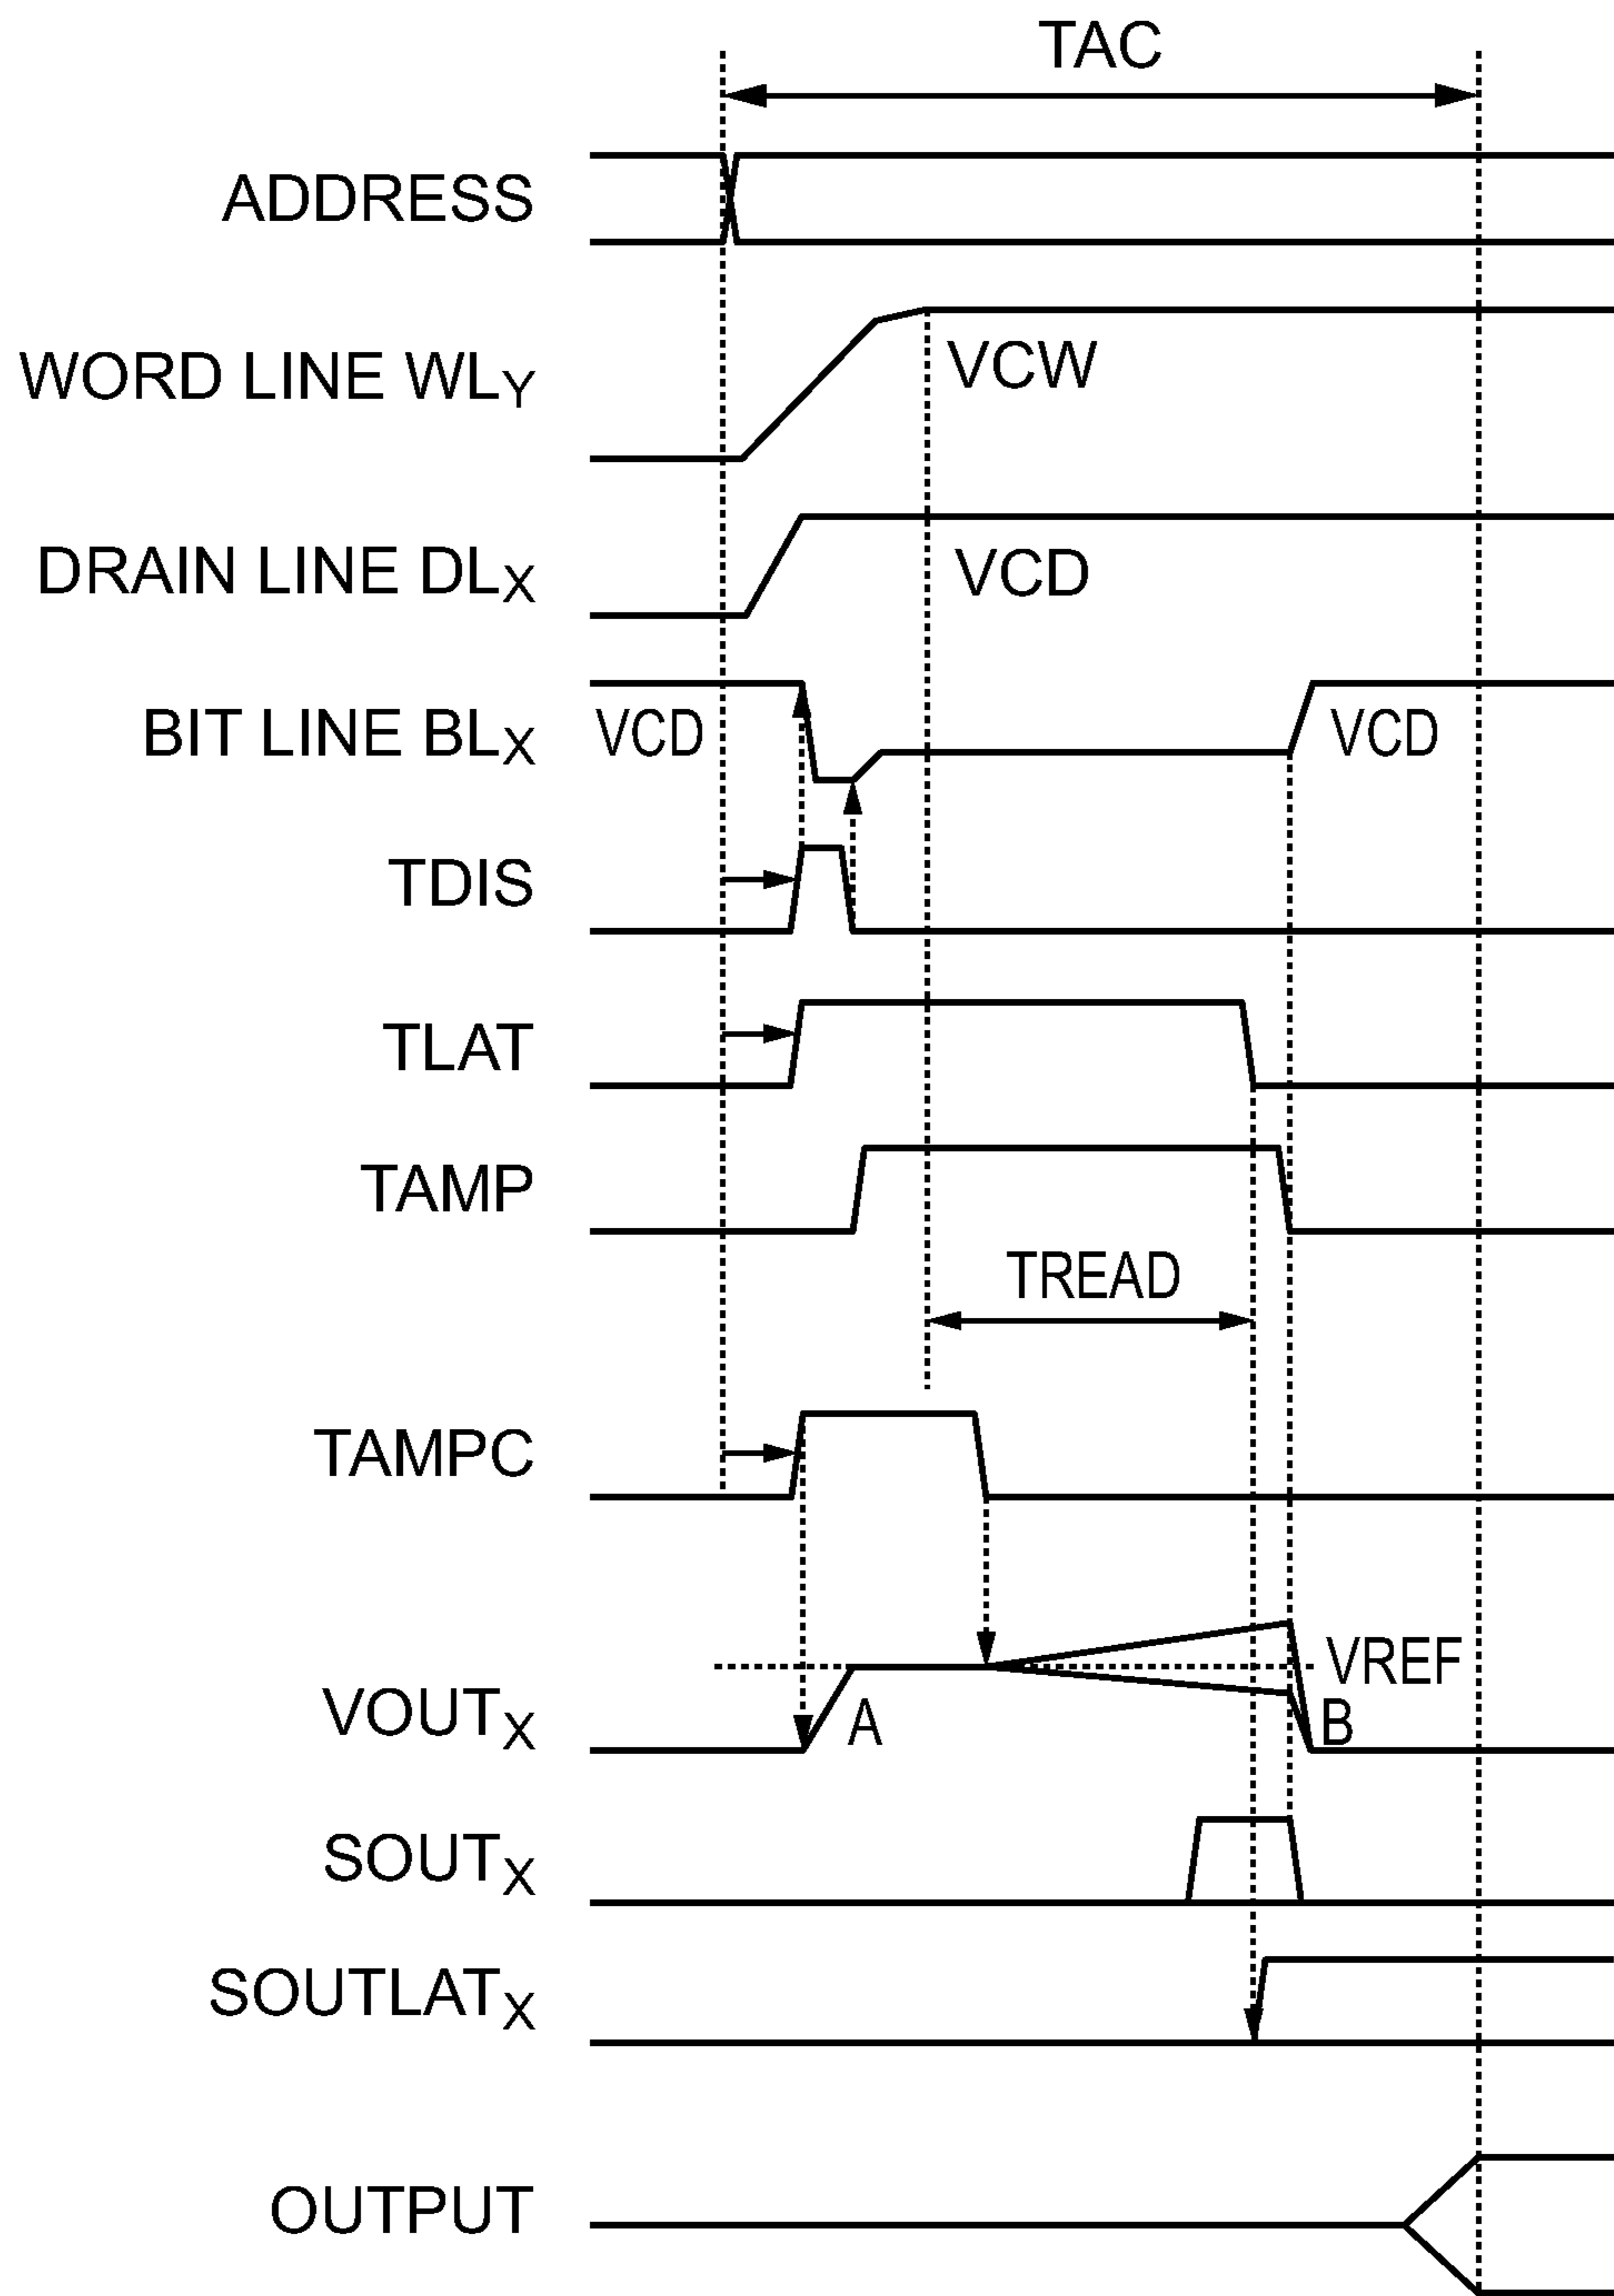 TAC
ADDRESS
WORD LINE WLY
VCW
DRAIN LINE DLX
VCD
BIT LINE BLX
VCD
VCD
TDIS
TLAT
TAMP
TREAD
TAMPC
VREF
VOUTX
A
B
SOUTX
SOUTLATX
OUTPUT